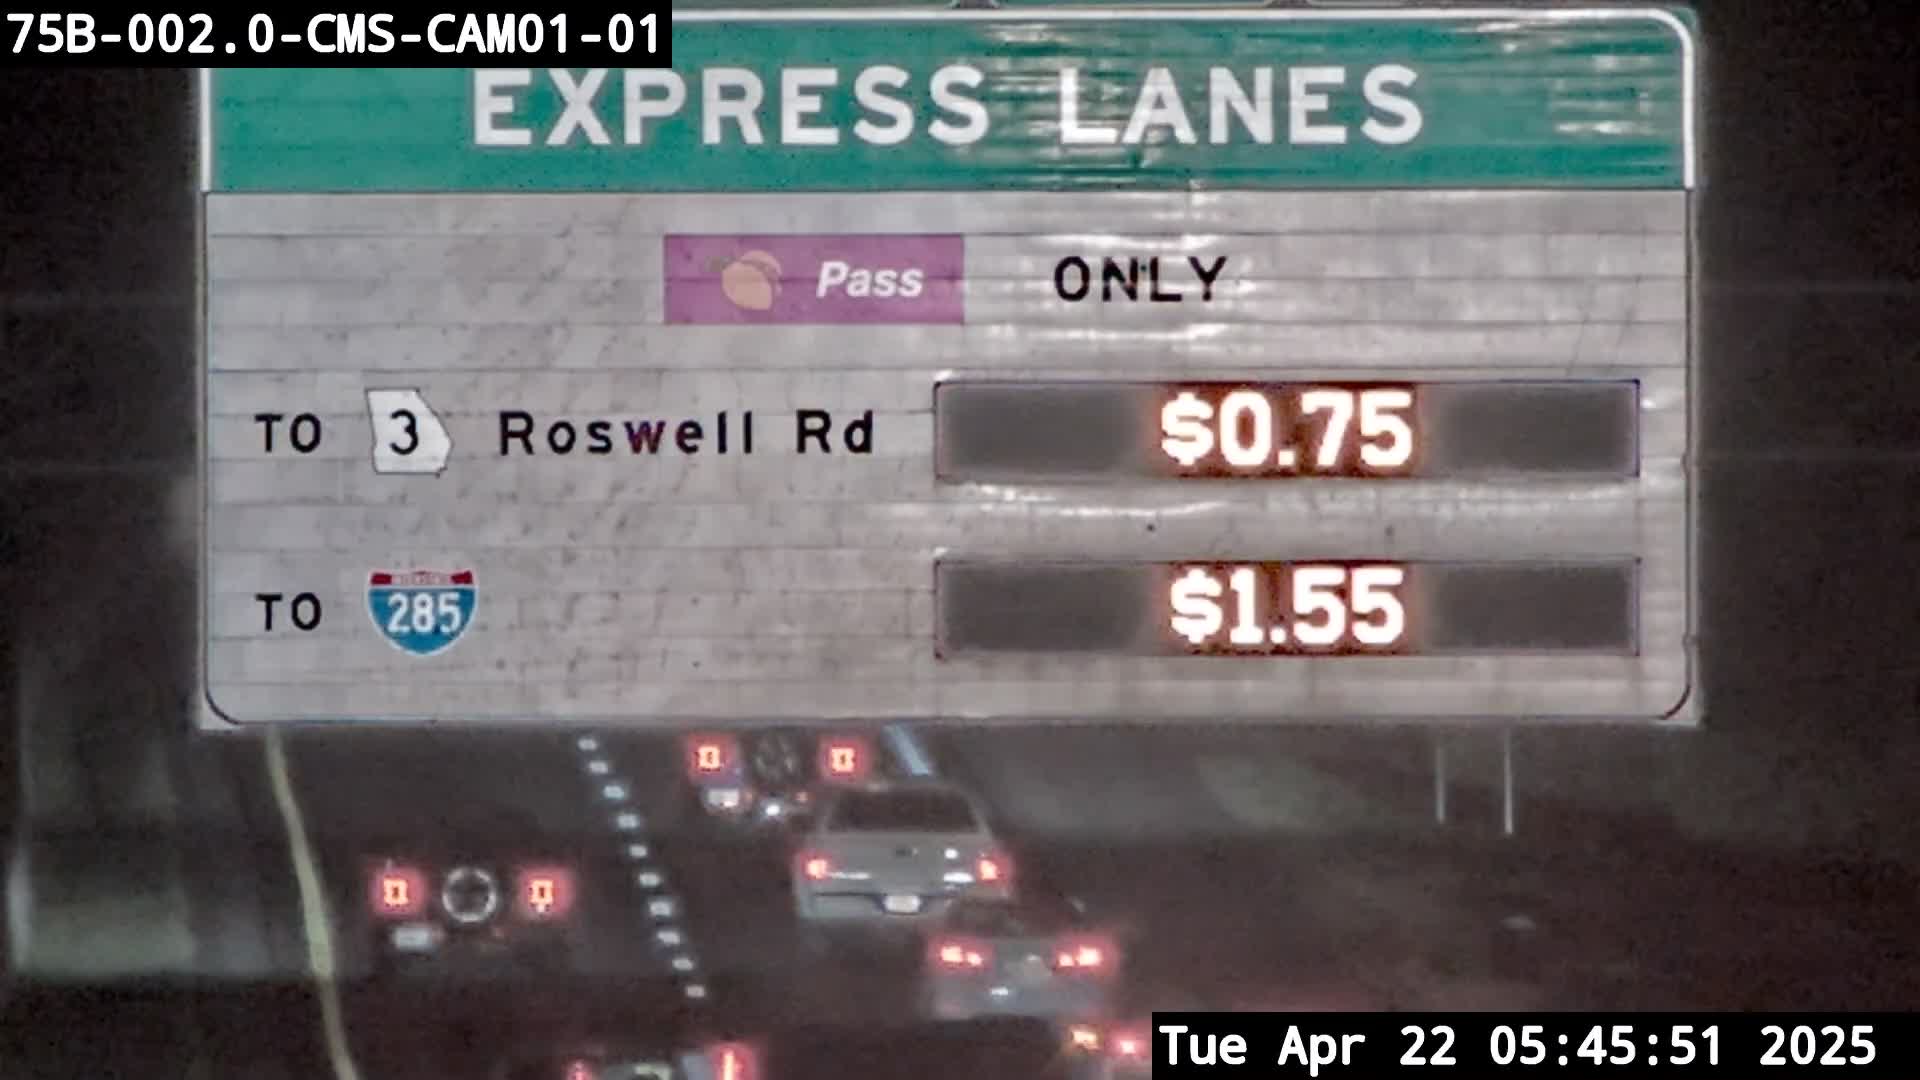 75B-002.0-CMS-CAM01-01
EXPRESS LANES
Pass ONLY
TO 3 Roswell Rd $0.75
TO 285 $1.55
Tue Apr 22 05:45:51 2025